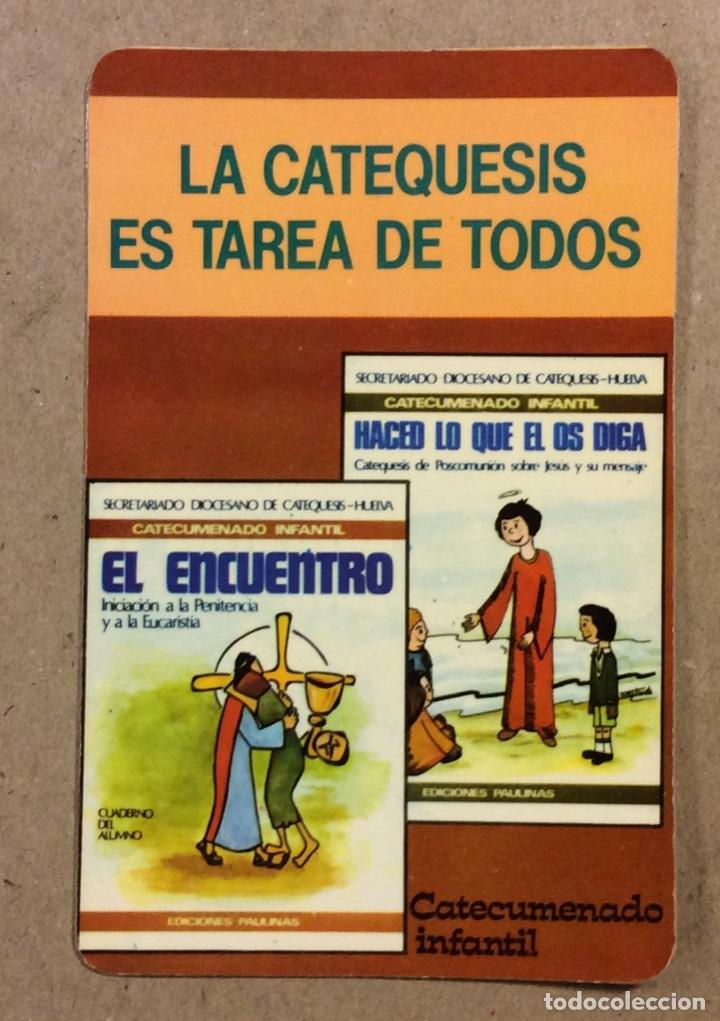 LA CATEQUESIS
ES TAREA DE TODOS
SECRETARIADO DIOCESANO DE CATEQUESIS-HUELVA
CATECUMENADO INFANTIL
HACED LO QUE EL OS DIGA
Catequesis de Poscomunión sobre Jesús y su mensaje
EDICIONES PAULINAS
SECRETARIADO DIOCESANO DE CATEQUESIS-HUELVA
CATECUMENADO INFANTIL
EL ENCUENTRO
Iniciación a la Penitencia
y a la Eucaristía
CUADERNO
DEL
ALUMNO
EDICIONES PAULINAS
Catecumenado
infantil
todocoleccion.net